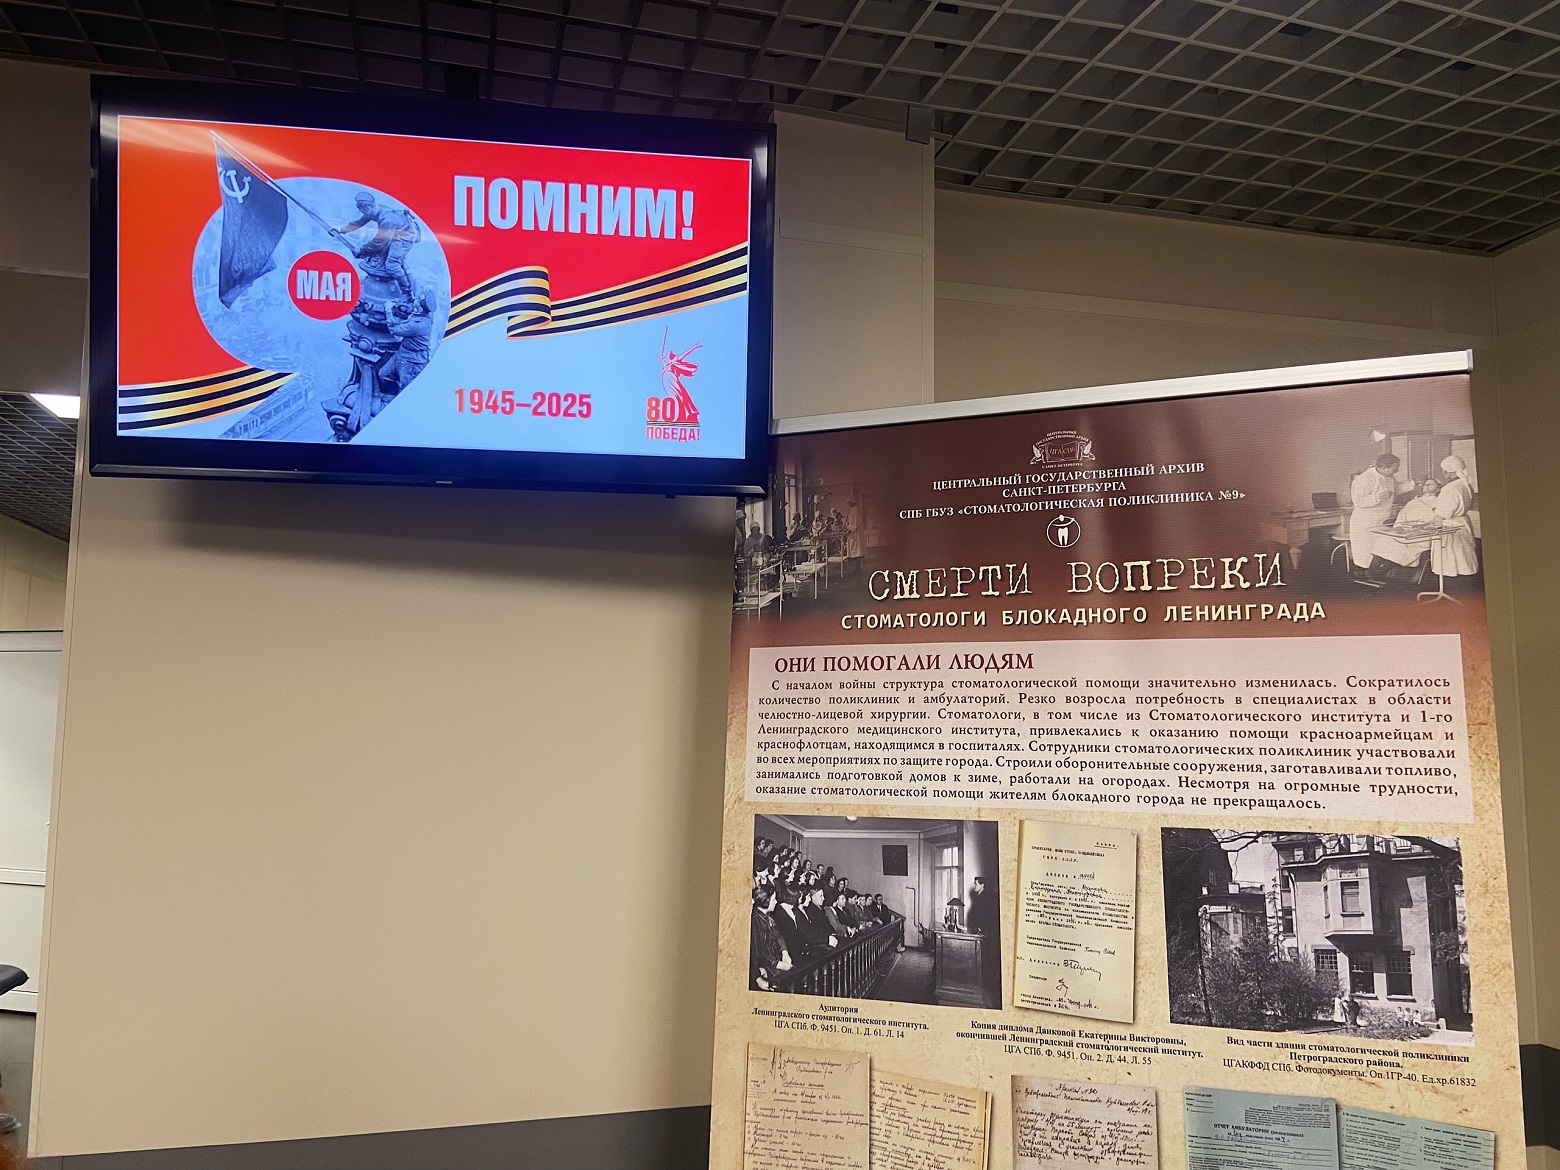 ПОМНИМ!
МАЯ
1945–2025
80
ПОБЕДА!
SAMSUNG
ЦЕНТРАЛЬНЫЙ ГОСУДАРСТВЕННЫЙ АРХИВ
САНКТ-ПЕТЕРБУРГА
СПБ ГБУЗ «СТОМАТОЛОГИЧЕСКАЯ ПОЛИКЛИНИКА №9»
СМЕРТИ ВОПРЕКИ
СТОМАТОЛОГИ БЛОКАДНОГО ЛЕНИНГРАДА
ОНИ ПОМОГАЛИ ЛЮДЯМ
С началом войны структура стоматологической помощи значительно изменилась. Сократилось
количество поликлиник и амбулаторий. Резко возросла потребность в специалистах в области
челюстно-лицевой хирургии. Стоматологи, в том числе из Стоматологического института и 1-го
Ленинградского медицинского института, привлекались к оказанию помощи красноармейцам и
краснофлотцам, находящимся в госпиталях. Сотрудники стоматологических поликлиник участвовали
во всех мероприятиях по защите города. Строили оборонительные сооружения, заготавливали топливо,
занимались подготовкой домов к зиме, работали на огородах. Несмотря на огромные трудности,
оказание стоматологической помощи жителям блокадного города не прекращалось.
Аудитория
Ленинградского стоматологического института.
ЦГА СПб. Ф. 9451. Оп. 1. Д. 61. Л. 14
Копия диплома Данковой Екатерины Викторовны,
окончившей Ленинградский стоматологический институт.
ЦГА СПб. Ф. 9451. Оп. 2. Д. 44. Л. 55
Вид части здания стоматологической поликлиники
Петроградского района.
ЦГАКФФД СПб. Фотодокументы. Оп.1ГР-40. Ед.хр.61832
ОТЧЕТ АМБУЛАТОРИИ (поликлиники)